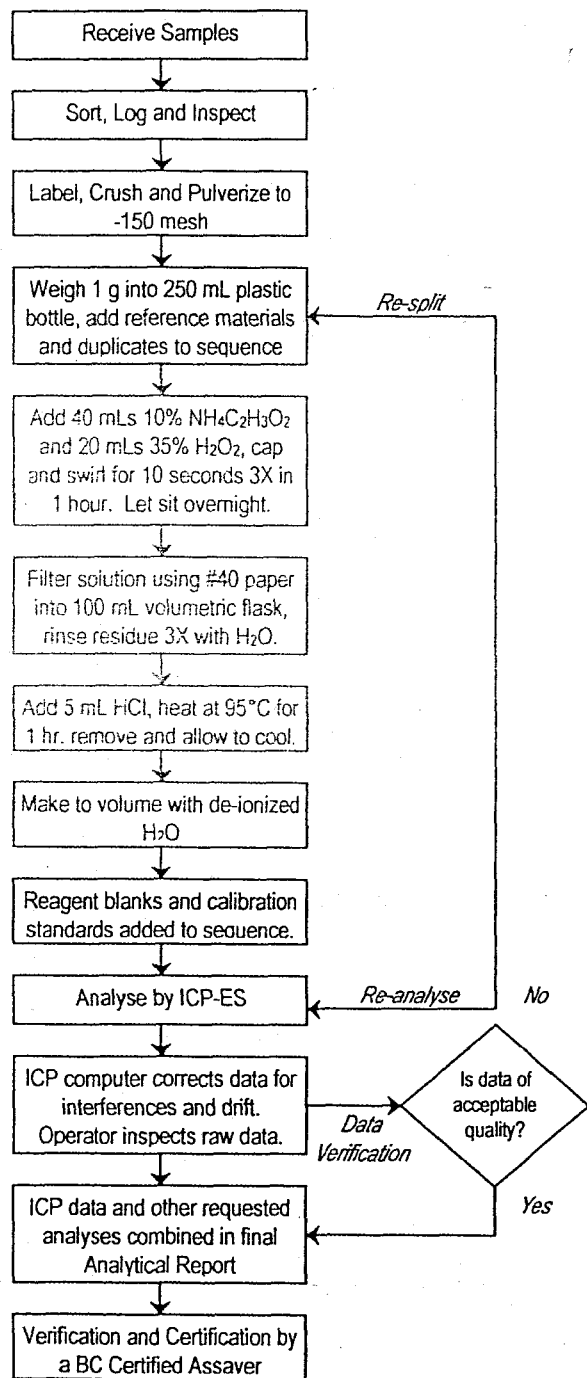 Receive Samples
Sort, Log and Inspect
Label, Crush and Pulverize to
-150 mesh
Weigh 1 g into 250 mL plastic
bottle, add reference materials
and duplicates to sequence
Re-split
Add 40 mLs 10% NH₄C₂H₃O₂
and 20 mLs 35% H₂O₂, cap
and swirl for 10 seconds 3X in
1 hour. Let sit overnight.
Filter solution using #40 paper
into 100 mL volumetric flask,
rinse residue 3X with H₂O.
Add 5 mL HCl, heat at 95°C for
1 hr. remove and allow to cool.
Make to volume with de-ionized
H₂O
Reagent blanks and calibration
standards added to sequence.
Analyse by ICP-ES
Re-analyse
No
ICP computer corrects data for
interferences and drift.
Operator inspects raw data.
Data
Verification
Is data of
acceptable
quality?
Yes
ICP data and other requested
analyses combined in final
Analytical Report
Verification and Certification by
a BC Certified Assayer